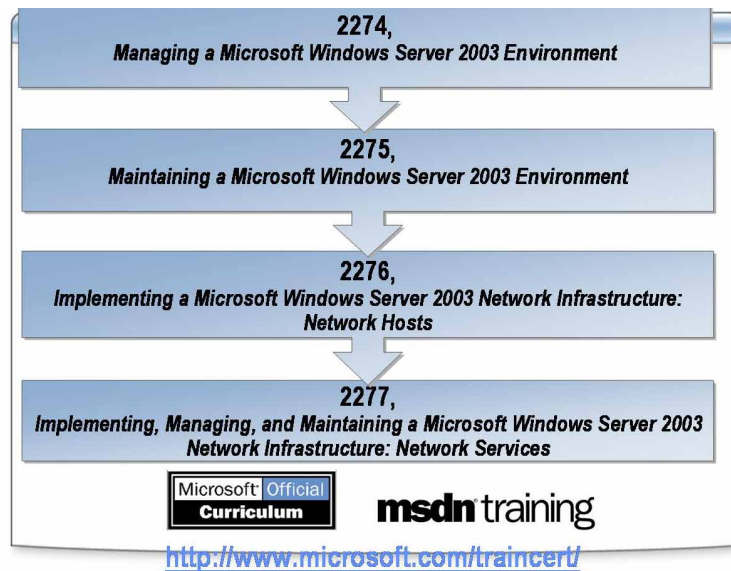 2274,
Managing a Microsoft Windows Server 2003 Environment
2275,
Maintaining a Microsoft Windows Server 2003 Environment
2276,
Implementing a Microsoft Windows Server 2003 Network Infrastructure:
Network Hosts
2277,
Implementing, Managing, and Maintaining a Microsoft Windows Server 2003
Network Infrastructure: Network Services
Microsoft Official
Curriculum
msdn training
http://www.microsoft.com/traincert/